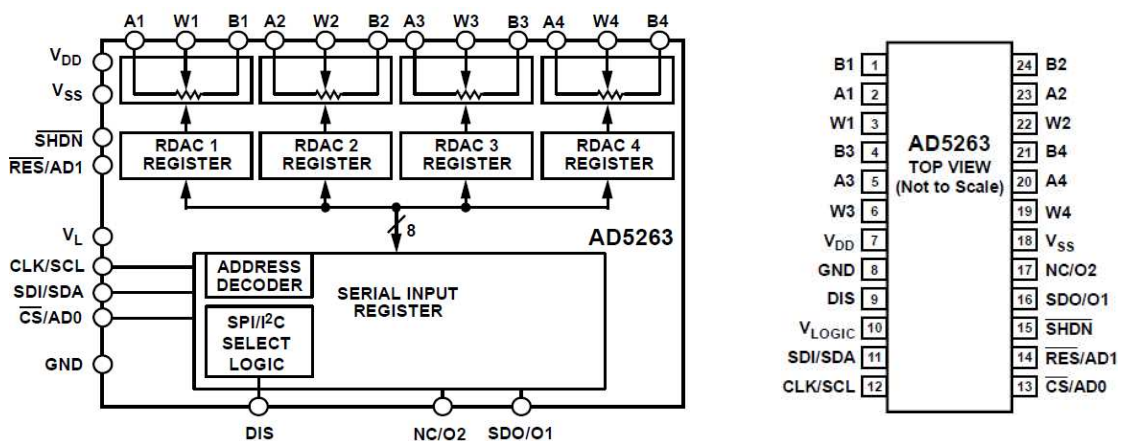 A1 W1 B1 A2 W2 B2 A3 W3 B3 A4 W4 B4
VDD
VSS
SHDN
RES/AD1
VL
CLK/SCL
SDI/SDA
CS/AD0
GND
RDAC 1
REGISTER
RDAC 2
REGISTER
RDAC 3
REGISTER
RDAC 4
REGISTER
8
AD5263
ADDRESS
DECODER
SERIAL INPUT
REGISTER
SPI/I²C
SELECT
LOGIC
DIS
NC/O2
SDO/O1
B1 1
A1 2
W1 3
B3 4
A3 5
W3 6
VDD 7
GND 8
DIS 9
VLOGIC 10
SDI/SDA 11
CLK/SCL 12
AD5263
TOP VIEW
(Not to Scale)
24 B2
23 A2
22 W2
21 B4
20 A4
19 W4
18 VSS
17 NC/O2
16 SDO/O1
15 SHDN
14 RES/AD1
13 CS/AD0